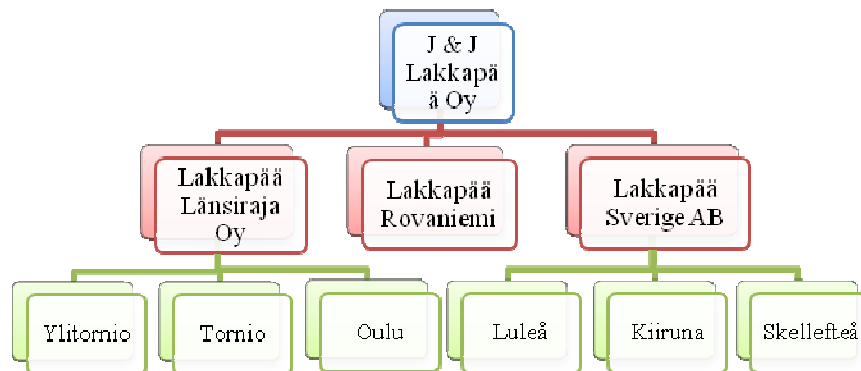 J & J
Lakkapä
ä Oy
Lakkapää
Länsiraja
Oy
Lakkapää
Rovaniemi
Lakkapää
Sverige AB
Ylitornio
Tornio
Oulu
Luleå
Kiiruna
Skellefteå